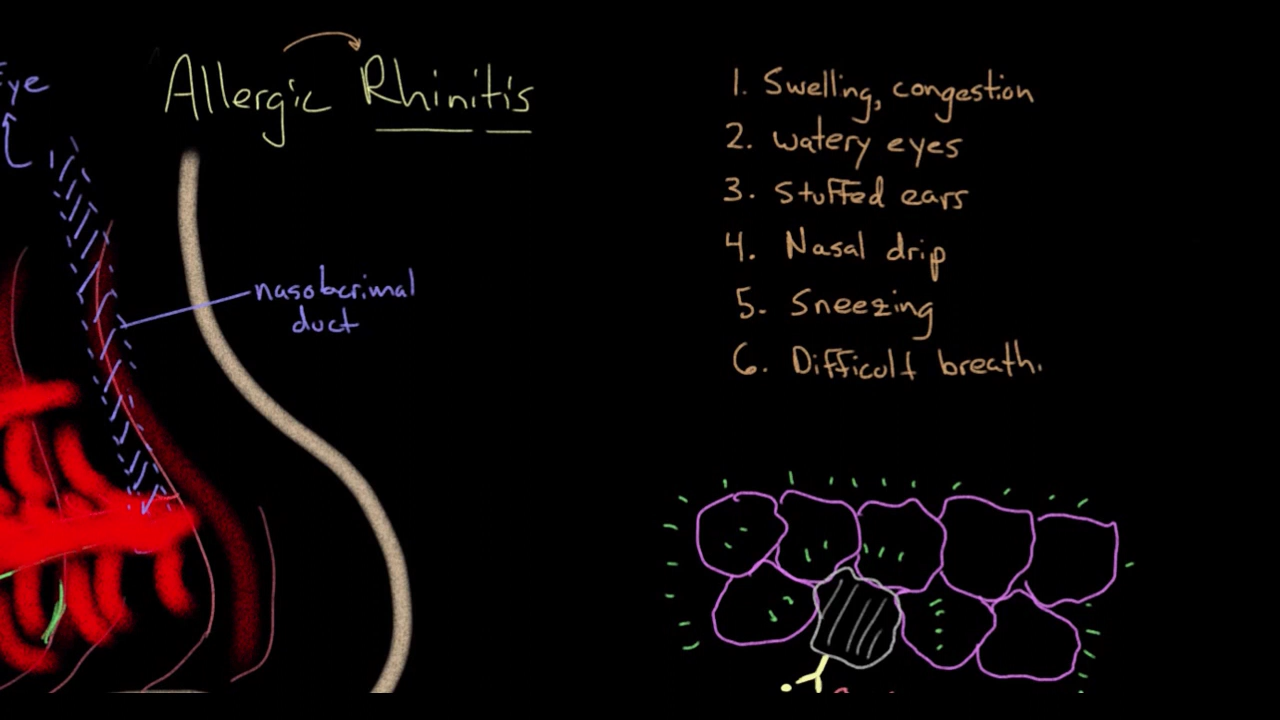 Eye
Allergic Rhinitis
nasolacrimal
duct
1. Swelling, congestion
2. watery eyes
3. Stuffed ears
4. Nasal drip
5. Sneezing
6. Difficult breath.